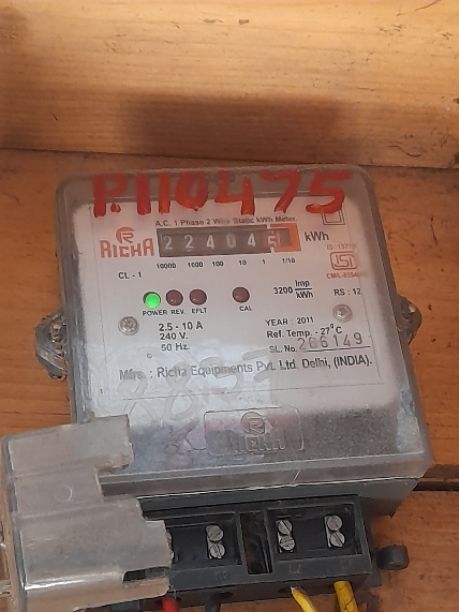 P110475
A.C. 1 Phase 2 Wire Static kWh Meter.
RICHA
224045 kWh
10000 1000 100 10 1 1/10
CL - 1
3200 Imp/kWh
RS : 12
POWER REV. EFLT CAL
2.5 - 10 A
240 V.
50 Hz.
YEAR : 2011
Ref. Temp. - 27°C
SL. No. 266149
Mfrs. : Richa Equipments Pvt. Ltd. Delhi, (INDIA).
RICHA